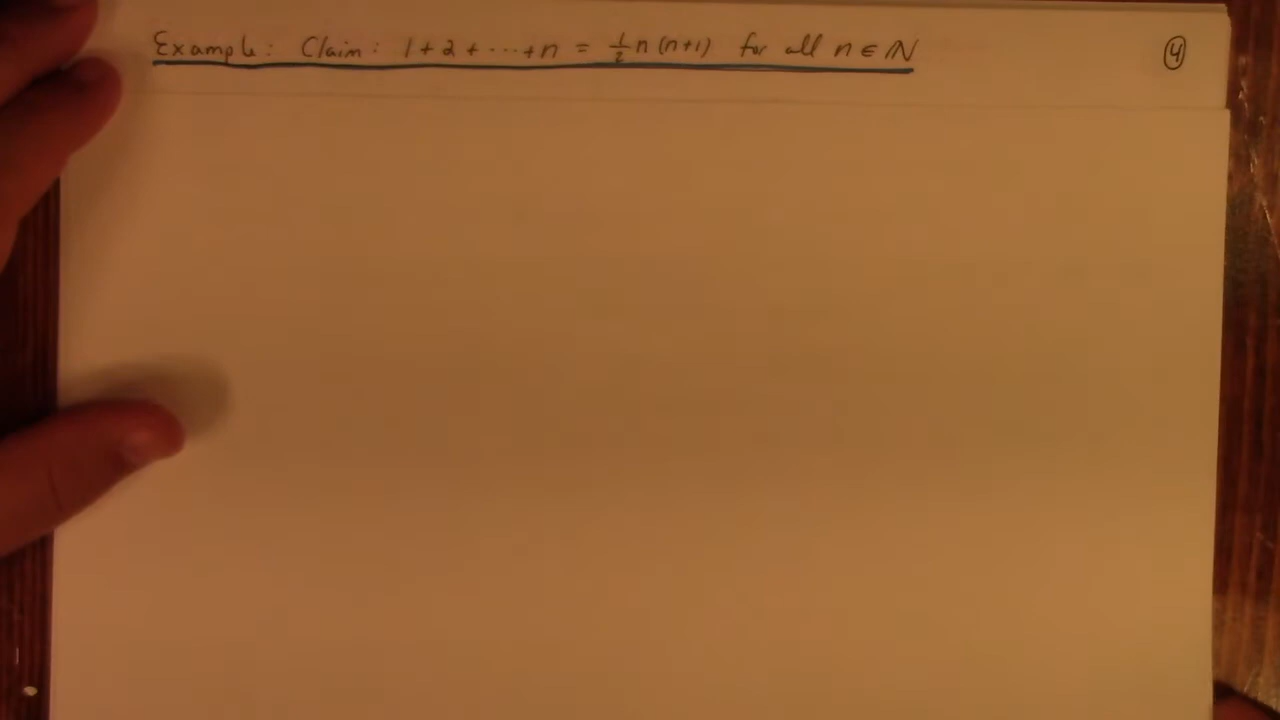 Example: Claim: 1+2+⋯+n = ½n(n+1) for all n∈ℕ
④